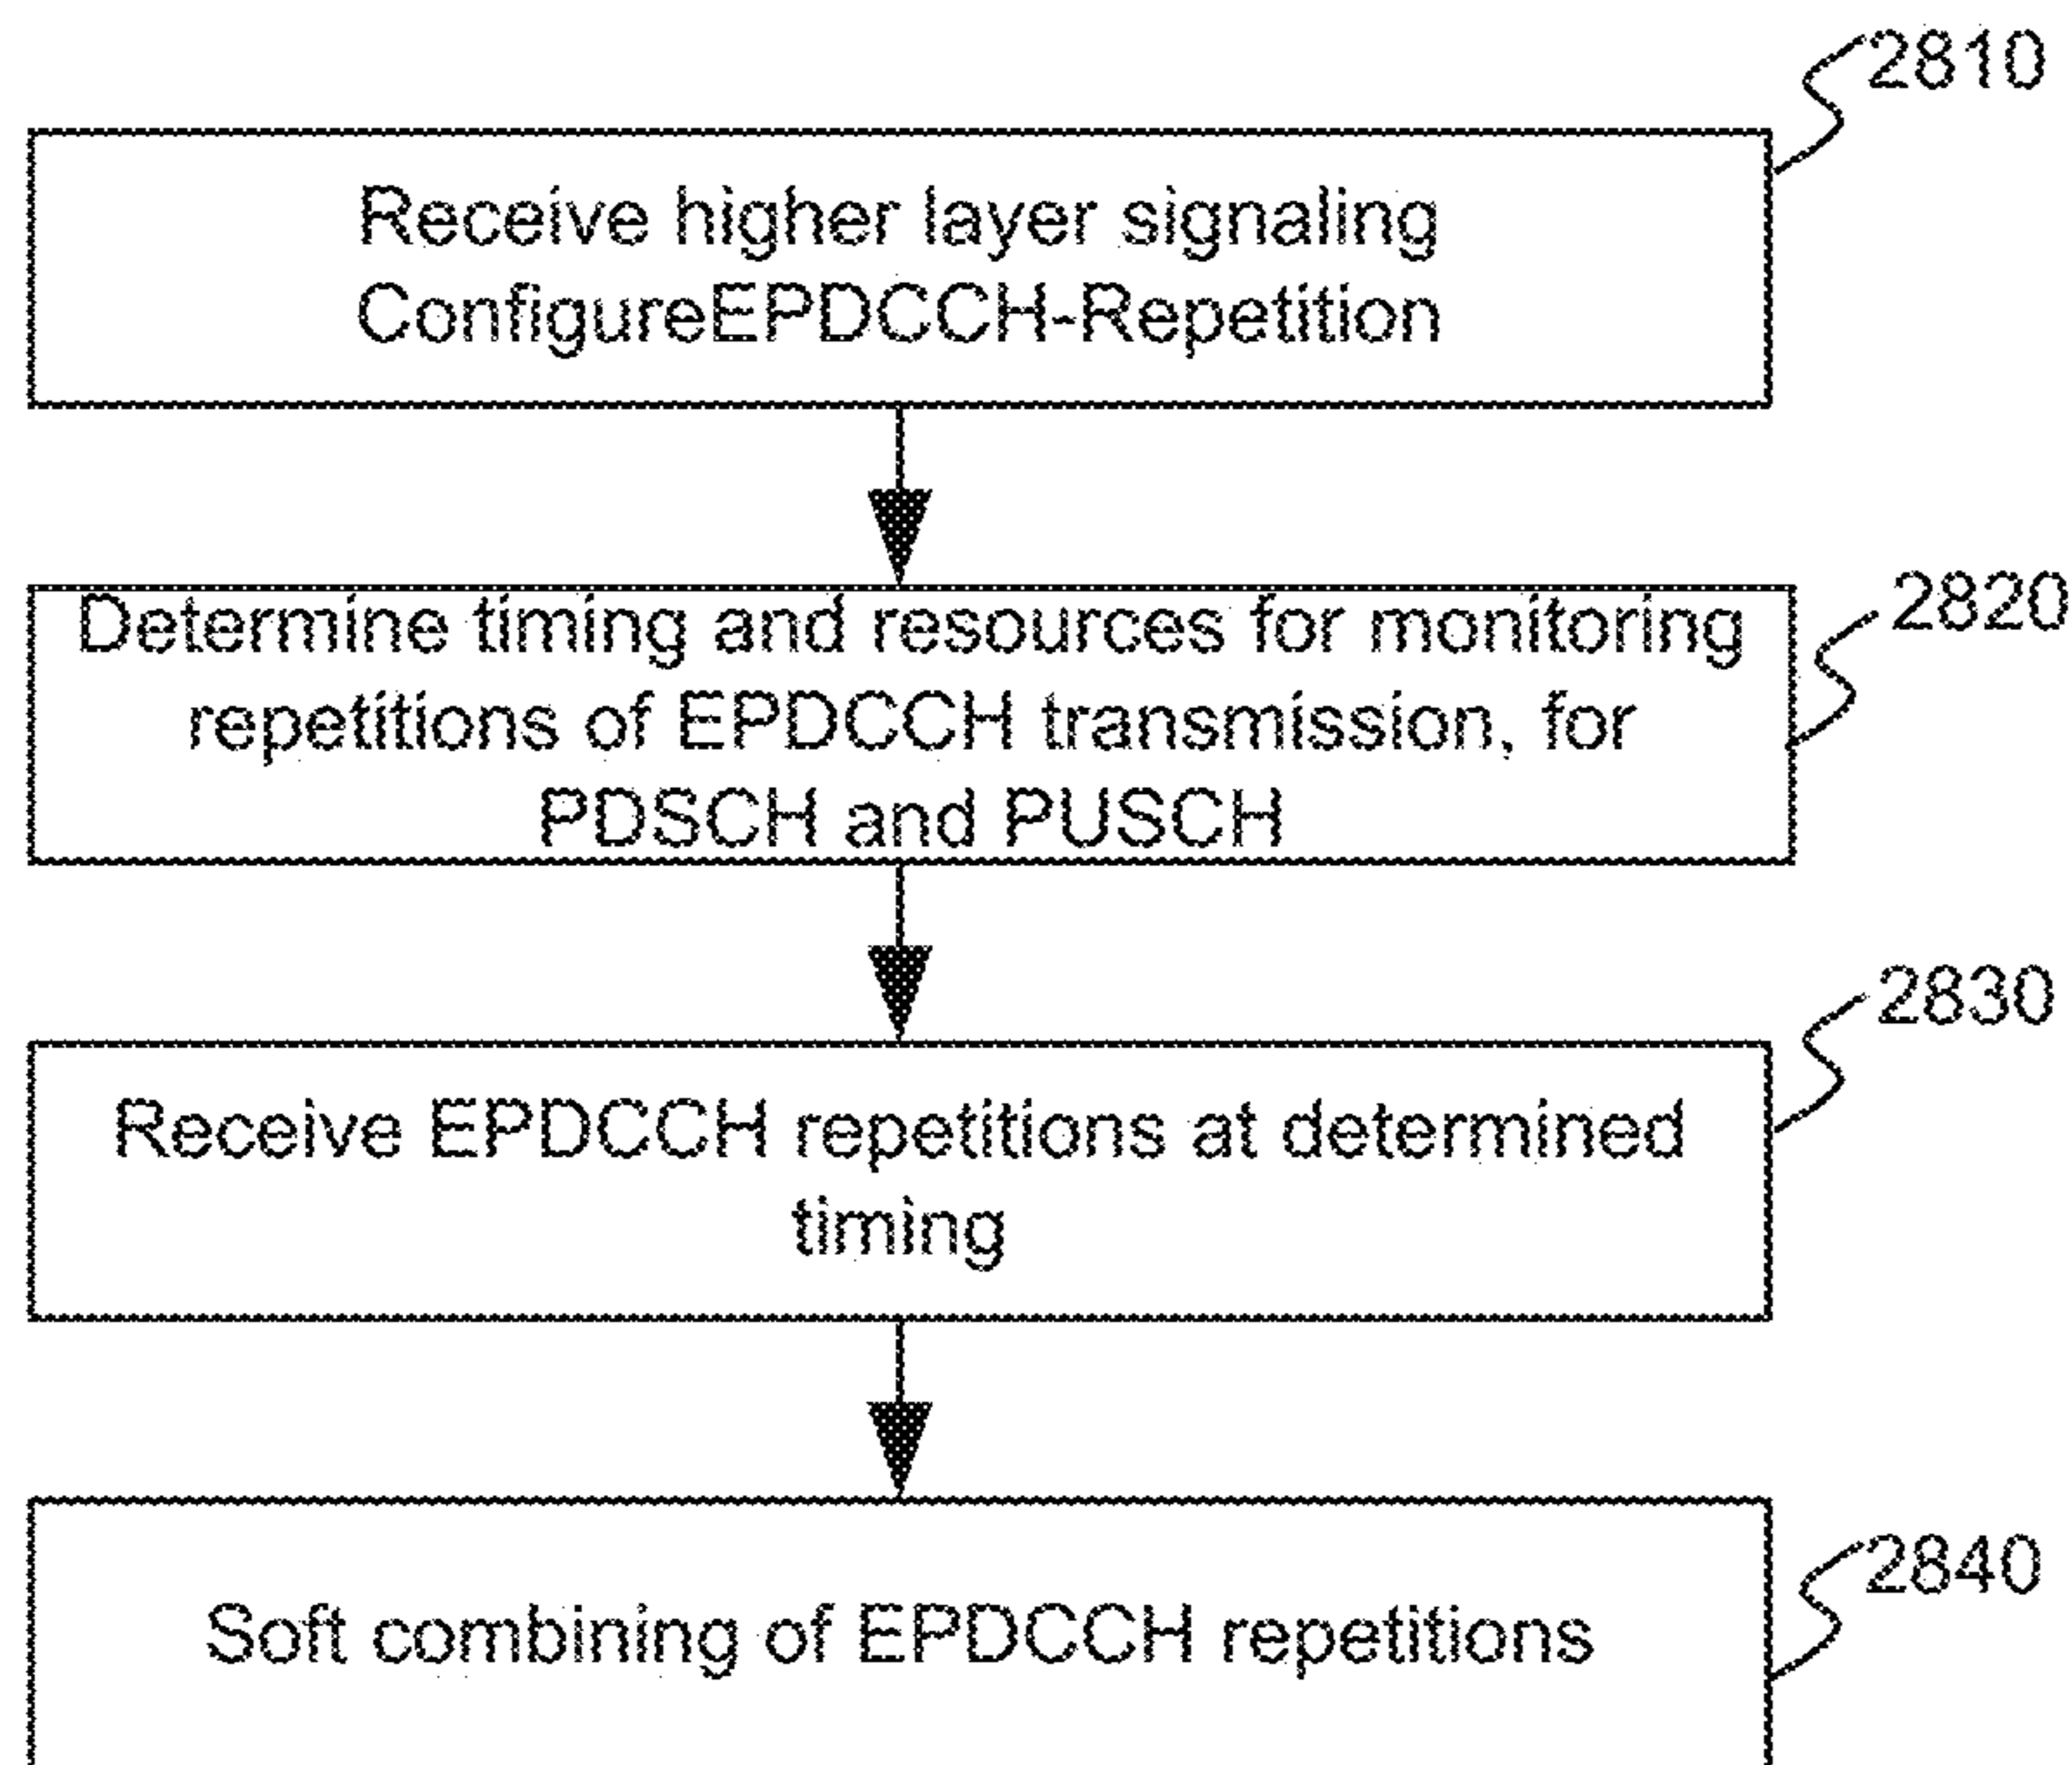 2810
Receive higher layer signaling
ConfigureEPDCCH-Repetition
2820
Determine timing and resources for monitoring
repetitions of EPDCCH transmission, for
PDSCH and PUSCH
2830
Receive EPDCCH repetitions at determined
timing
2840
Soft combining of EPDCCH repetitions